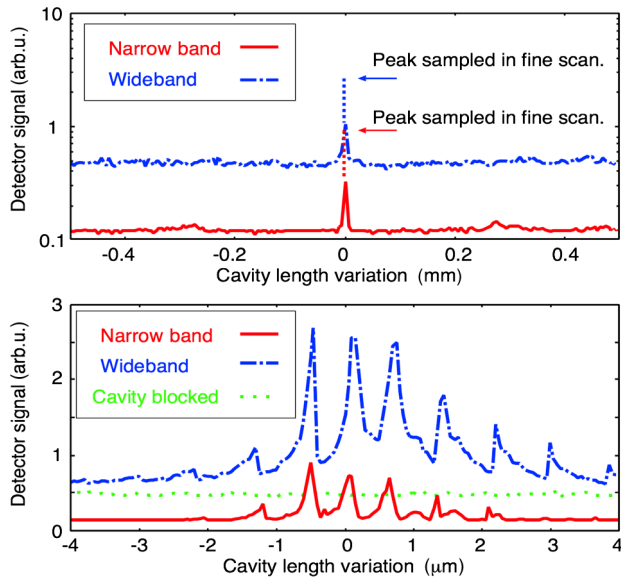 10
Narrow band
Wideband
Peak sampled in fine scan.
Peak sampled in fine scan.
1
0.1
Detector signal (arb.u.)
-0.4 -0.2 0 0.2 0.4
Cavity length variation (mm)
3
Narrow band
Wideband
Cavity blocked
2
1
0
Detector signal (arb.u.)
-4 -3 -2 -1 0 1 2 3 4
Cavity length variation (μm)